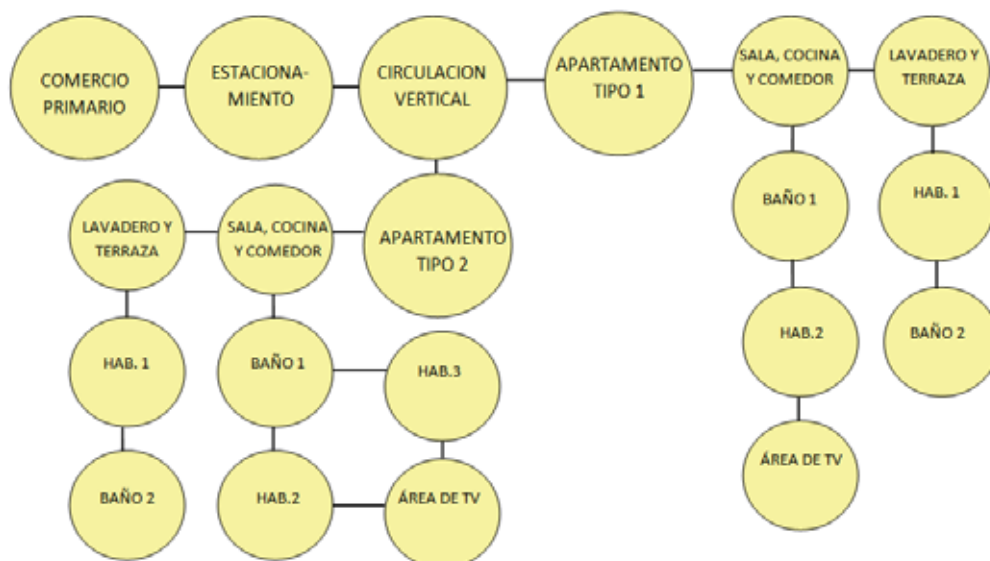 COMERCIO
PRIMARIO
ESTACIONA-
MIENTO
CIRCULACION
VERTICAL
APARTAMENTO
TIPO 1
SALA, COCINA
Y COMEDOR
LAVADERO Y
TERRAZA
BAÑO 1
HAB. 1
HAB.2
BAÑO 2
ÁREA DE TV
LAVADERO Y
TERRAZA
SALA, COCINA
Y COMEDOR
APARTAMENTO
TIPO 2
HAB. 1
BAÑO 1
HAB.3
BAÑO 2
HAB.2
ÁREA DE TV